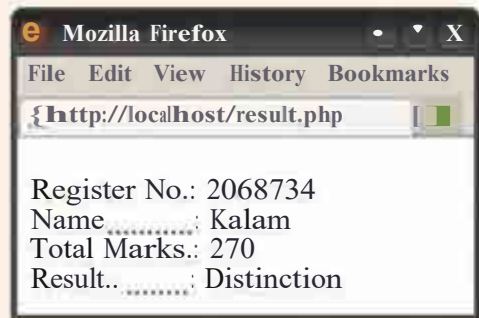 e Mozilla Firefox X
File Edit View History Bookmarks
{http://localhost/result.php
Register No.: 2068734
Name..........: Kalam
Total Marks.: 270
Result.. ........: Distinction